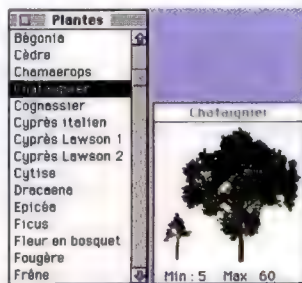 Plantes
Bégonia
Cèdre
Chamaerops
Châtaignier
Cognassier
Cyprès italien
Cyprès Lawson 1
Cyprès Lawson 2
Cytise
Dracaena
Epicéa
Ficus
Fleur en bosquet
Fougère
Frêne
Châtaignier
Min : 5 Max 60